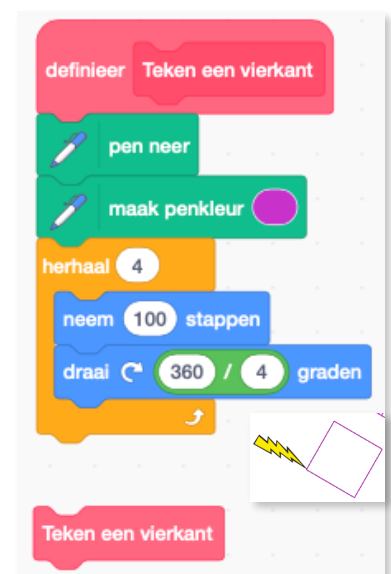 definieer Teken een vierkant
pen neer
maak penkleur
herhaal 4
neem 100 stappen
draai 360 / 4 graden
Teken een vierkant